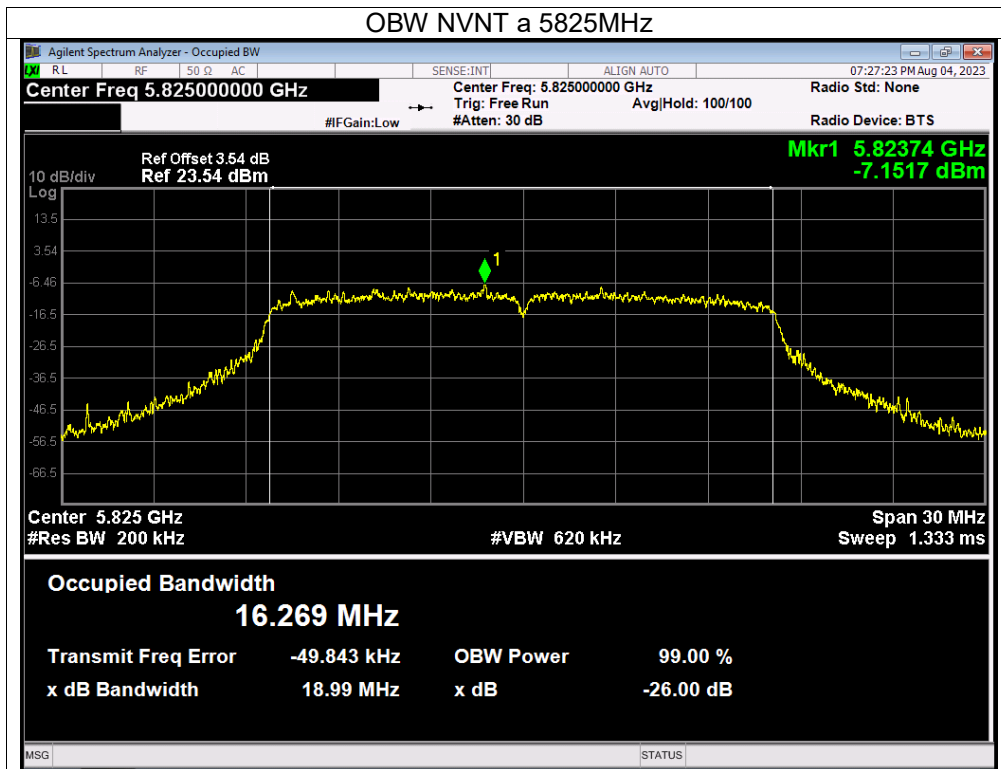 OBW NVNT a 5825MHz
Agilent Spectrum Analyzer - Occupied BW
LXI RL RF 50 Ω AC SENSE:INT ALIGN AUTO 07:27:23 PM Aug 04, 2023
Center Freq 5.825000000 GHz Center Freq: 5.825000000 GHz Radio Std: None
Trig: Free Run Avg|Hold: 100/100
#IFGain:Low #Atten: 30 dB Radio Device: BTS
Mkr1 5.82374 GHz
-7.1517 dBm
Ref Offset 3.54 dB
10 dB/div Ref 23.54 dBm
Log
13.5
3.54
1
-6.46
-16.5
-26.5
-36.5
-46.5
-56.5
-66.5
Center 5.825 GHz Span 30 MHz
#Res BW 200 kHz #VBW 620 kHz Sweep 1.333 ms
Occupied Bandwidth
16.269 MHz
Transmit Freq Error -49.843 kHz OBW Power 99.00 %
x dB Bandwidth 18.99 MHz x dB -26.00 dB
MSG STATUS